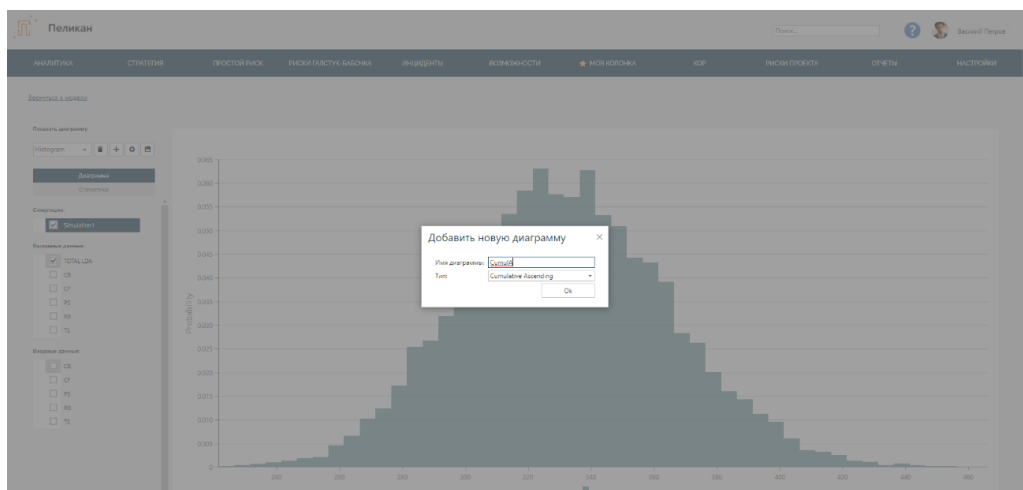 Пеликан
Поиск...
?
Василий Петров
АНАЛИТИКА СТРАТЕГИЯ ПРОСТОЙ РИСК РИСКИ ГАЛСТУК-БАБОЧКА ИНЦИДЕНТЫ ВОЗМОЖНОСТИ МОЯ КОЛОНКА КОР РИСКИ ПРОЕКТА ОТЧЕТЫ НАСТРОЙКИ
Вернуться к модели
Показать диаграмму:
Histogram
Диаграмма
Статистика
Симуляции:
Simulation1
Выходные данные:
TOTAL LDA
CB
CF
PS
RB
TS
Входные данные:
CB
CF
PS
RB
TS
Probability
0.065
0.060
0.055
0.050
0.045
0.040
0.035
0.030
0.025
0.020
0.015
0.010
0.005
0
240 260 280 300 320 340 360 380 400 420 440 460
Добавить новую диаграмму
Имя диаграммы: CumulA
Тип: Cumulative Ascending
Ok